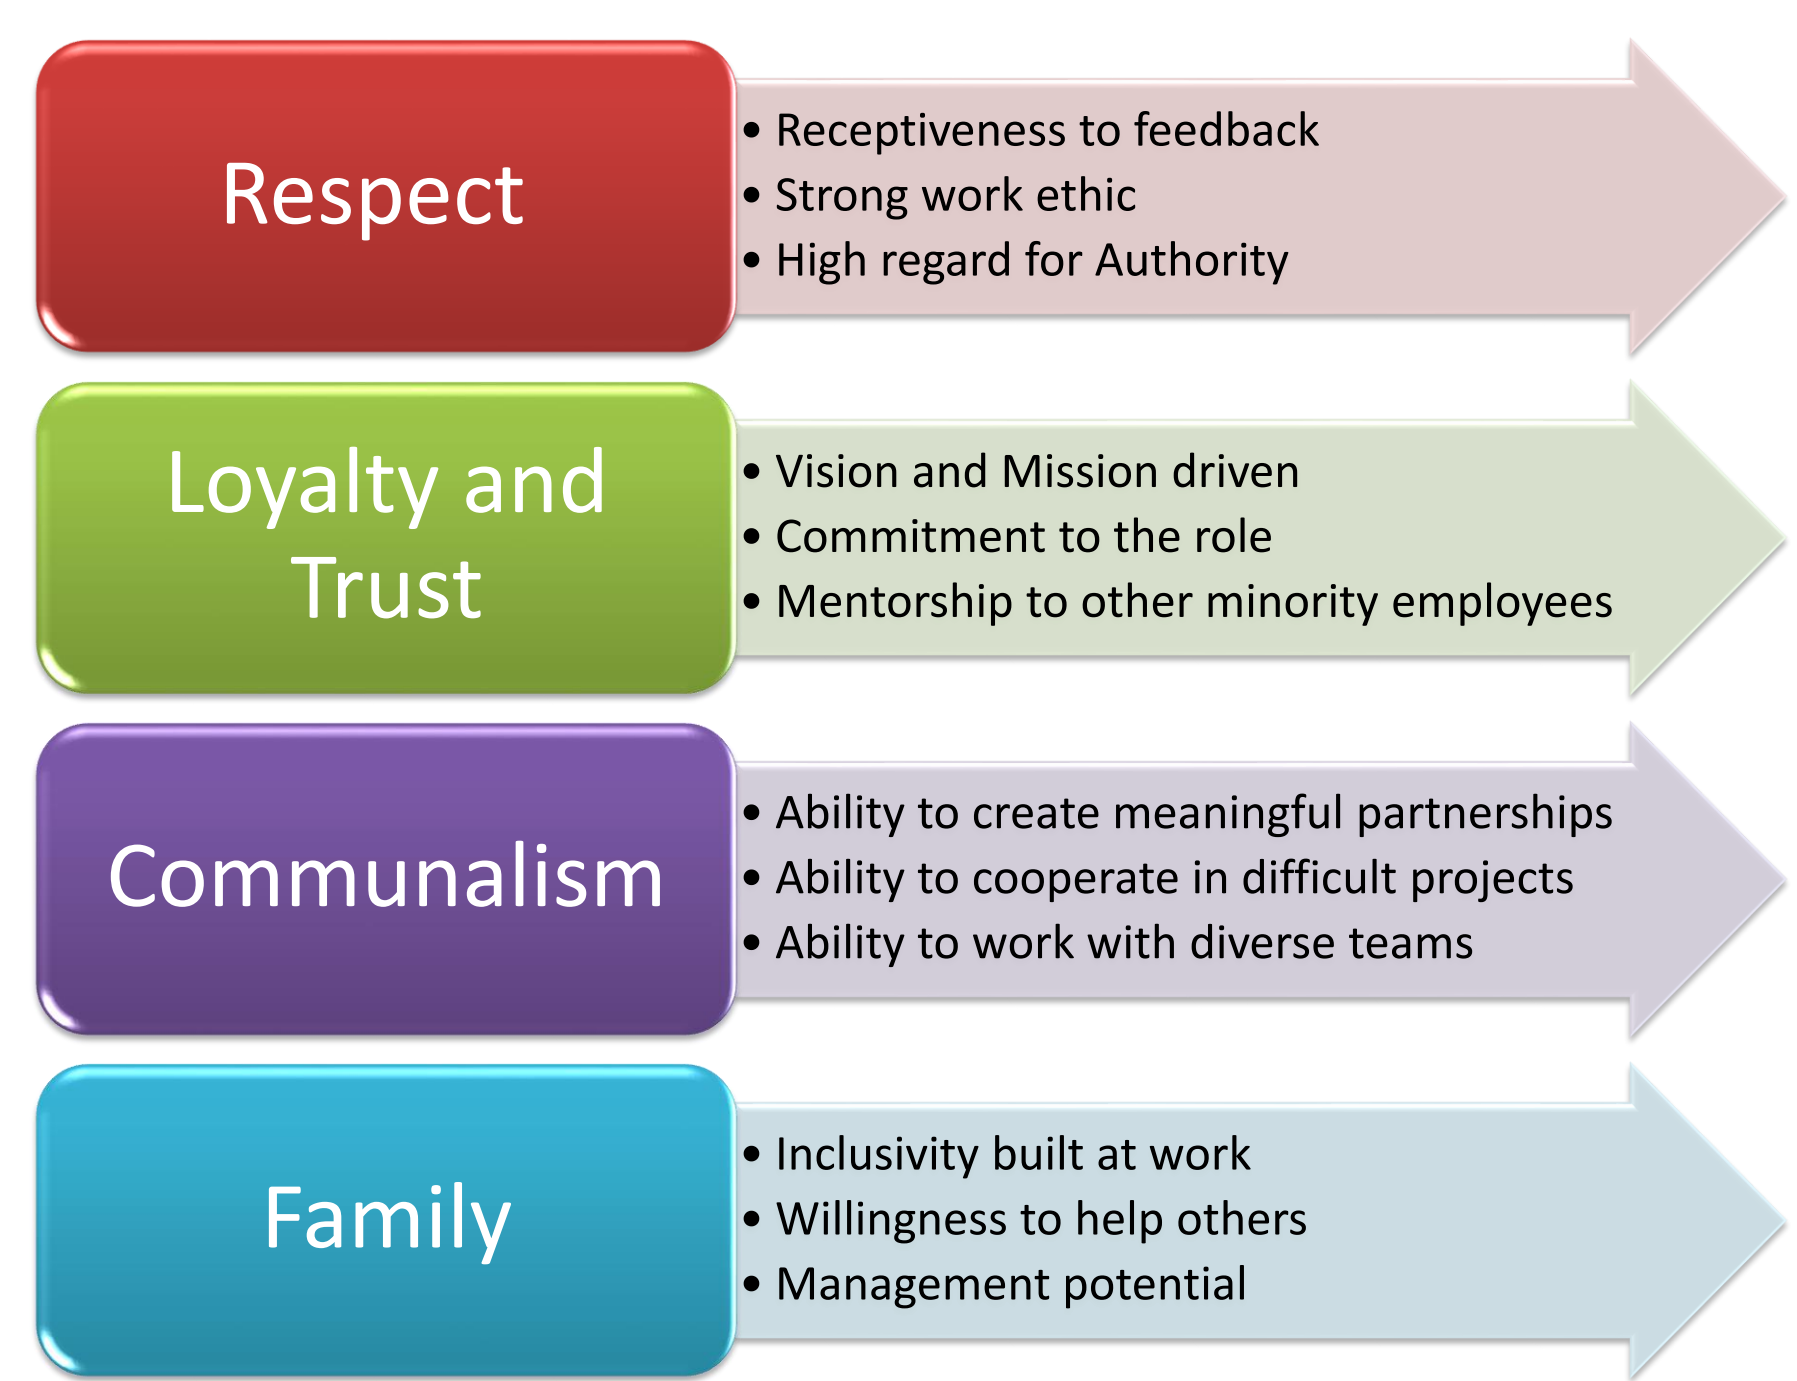 Respect
• Receptiveness to feedback
• Strong work ethic
• High regard for Authority
Loyalty and
Trust
• Vision and Mission driven
• Commitment to the role
• Mentorship to other minority employees
Communalism
• Ability to create meaningful partnerships
• Ability to cooperate in difficult projects
• Ability to work with diverse teams
Family
• Inclusivity built at work
• Willingness to help others
• Management potential